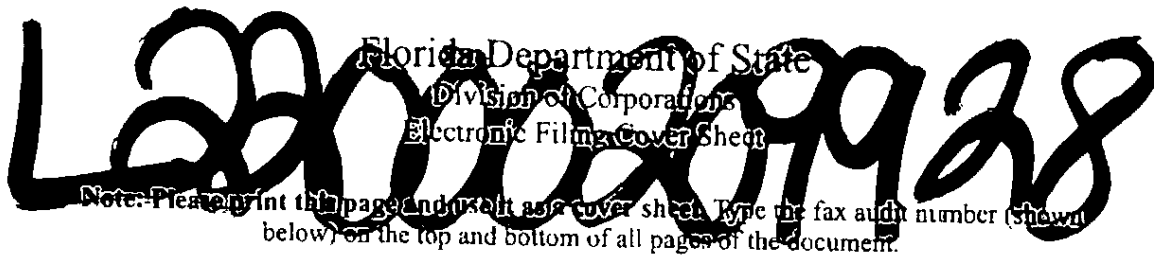 L22000209928
Florida Department of State
Division of Corporations
Electronic Filing Cover Sheet
Note: Please print this page and use it as a cover sheet. Type the fax audit number (shown
below) on the top and bottom of all pages of the document.